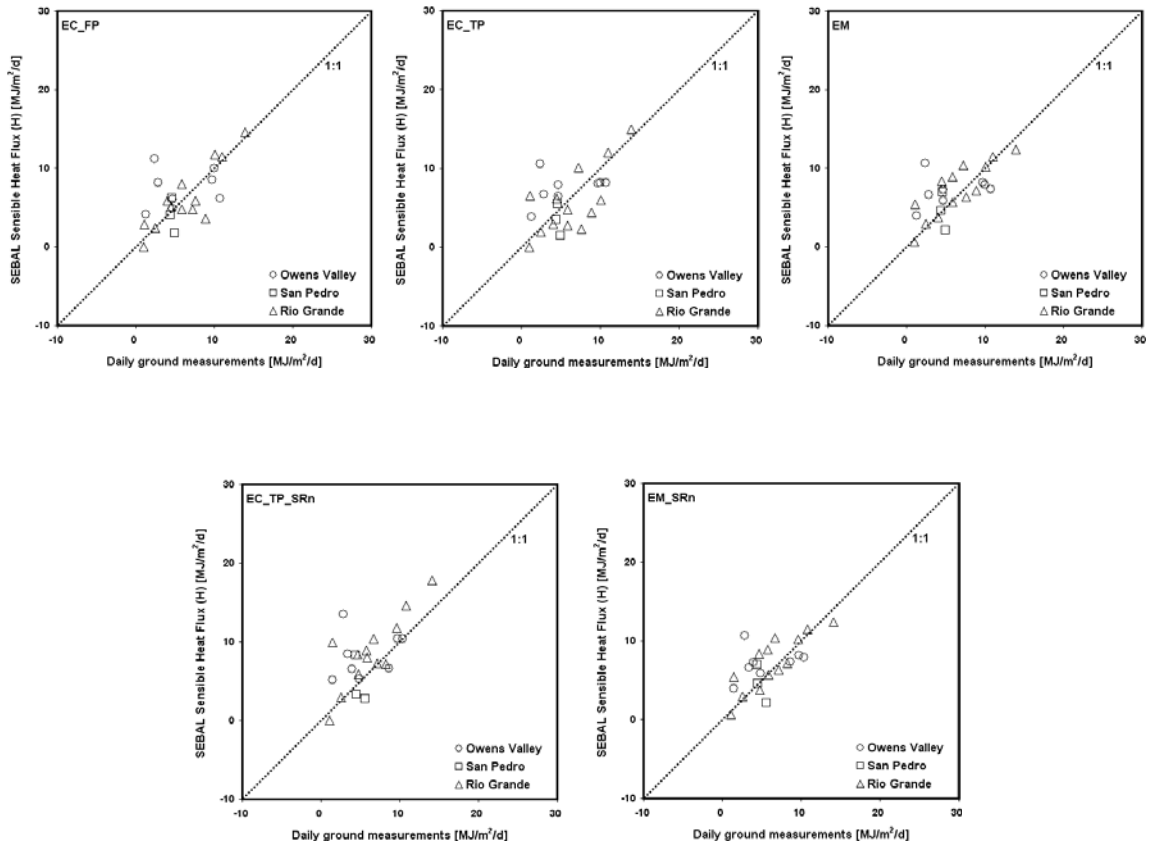 EC_FP
30
20
10
0
-10
-10
0
10
20
30
1:1
SEBAL Sensible Heat Flux (H) [MJ/m²/d]
Daily ground measurements [MJ/m²/d]
Owens Valley
San Pedro
Rio Grande
EC_TP
30
20
10
0
-10
-10
0
10
20
30
1:1
SEBAL Sensible Heat Flux (H) [MJ/m²/d]
Daily ground measurements [MJ/m²/d]
Owens Valley
San Pedro
Rio Grande
EM
30
20
10
0
-10
-10
0
10
20
30
1:1
SEBAL Sensible Heat Flux (H) [MJ/m²/d]
Daily ground measurements [MJ/m²/d]
Owens Valley
San Pedro
Rio Grande
EC_TP_SRn
30
20
10
0
-10
-10
0
10
20
30
1:1
SEBAL Sensible Heat Flux (H) [MJ/m²/d]
Daily ground measurements [MJ/m²/d]
Owens Valley
San Pedro
Rio Grande
EM_SRn
30
20
10
0
-10
-10
0
10
20
30
1:1
SEBAL Sensible Heat Flux (H) [MJ/m²/d]
Daily ground measurements [MJ/m²/d]
Owens Valley
San Pedro
Rio Grande